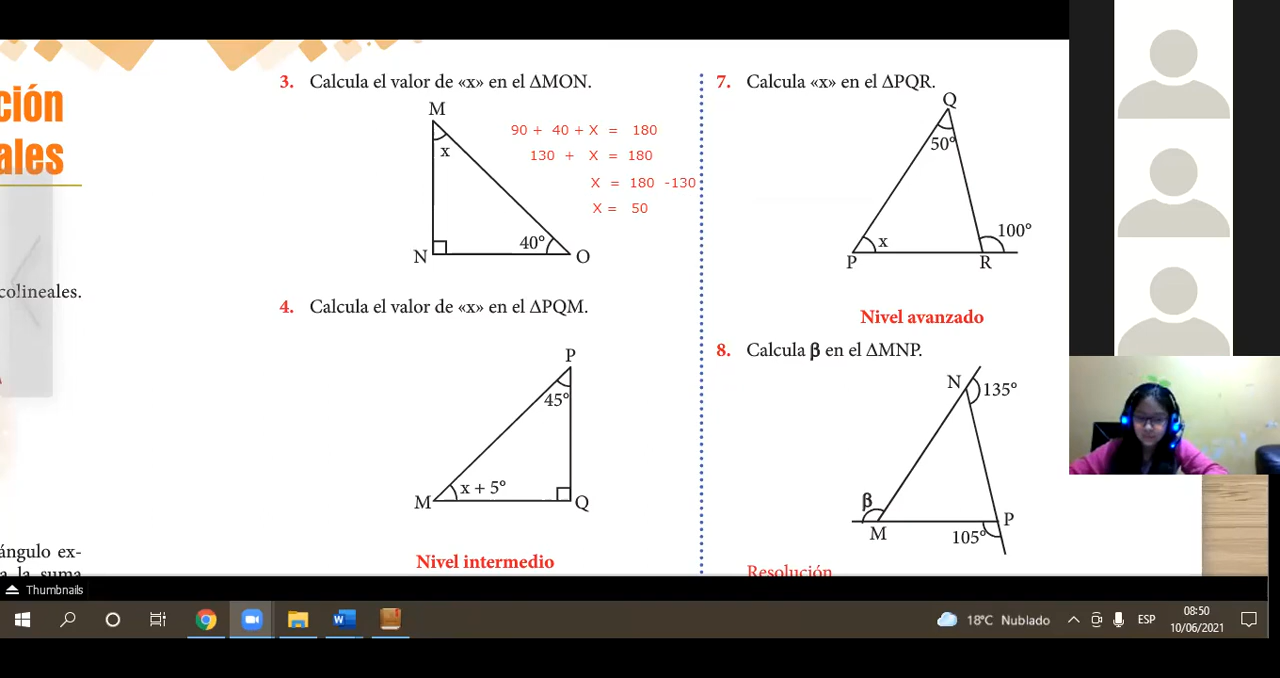 ción
ales
colineales.
ángulo ex-
a la suma
3. Calcula el valor de «x» en el ΔMON.
M
x
N
40°
O
90 + 40 + X = 180
130 + X = 180
X = 180 -130
X = 50
4. Calcula el valor de «x» en el ΔPQM.
P
45°
x + 5°
M
Q
Nivel intermedio
7. Calcula «x» en el ΔPQR.
Q
50°
100°
x
P
R
Nivel avanzado
8. Calcula β en el ΔMNP.
N
135°
β
M
105°
P
Resolución
Thumbnails
18°C Nublado
ESP
08:50
10/06/2021